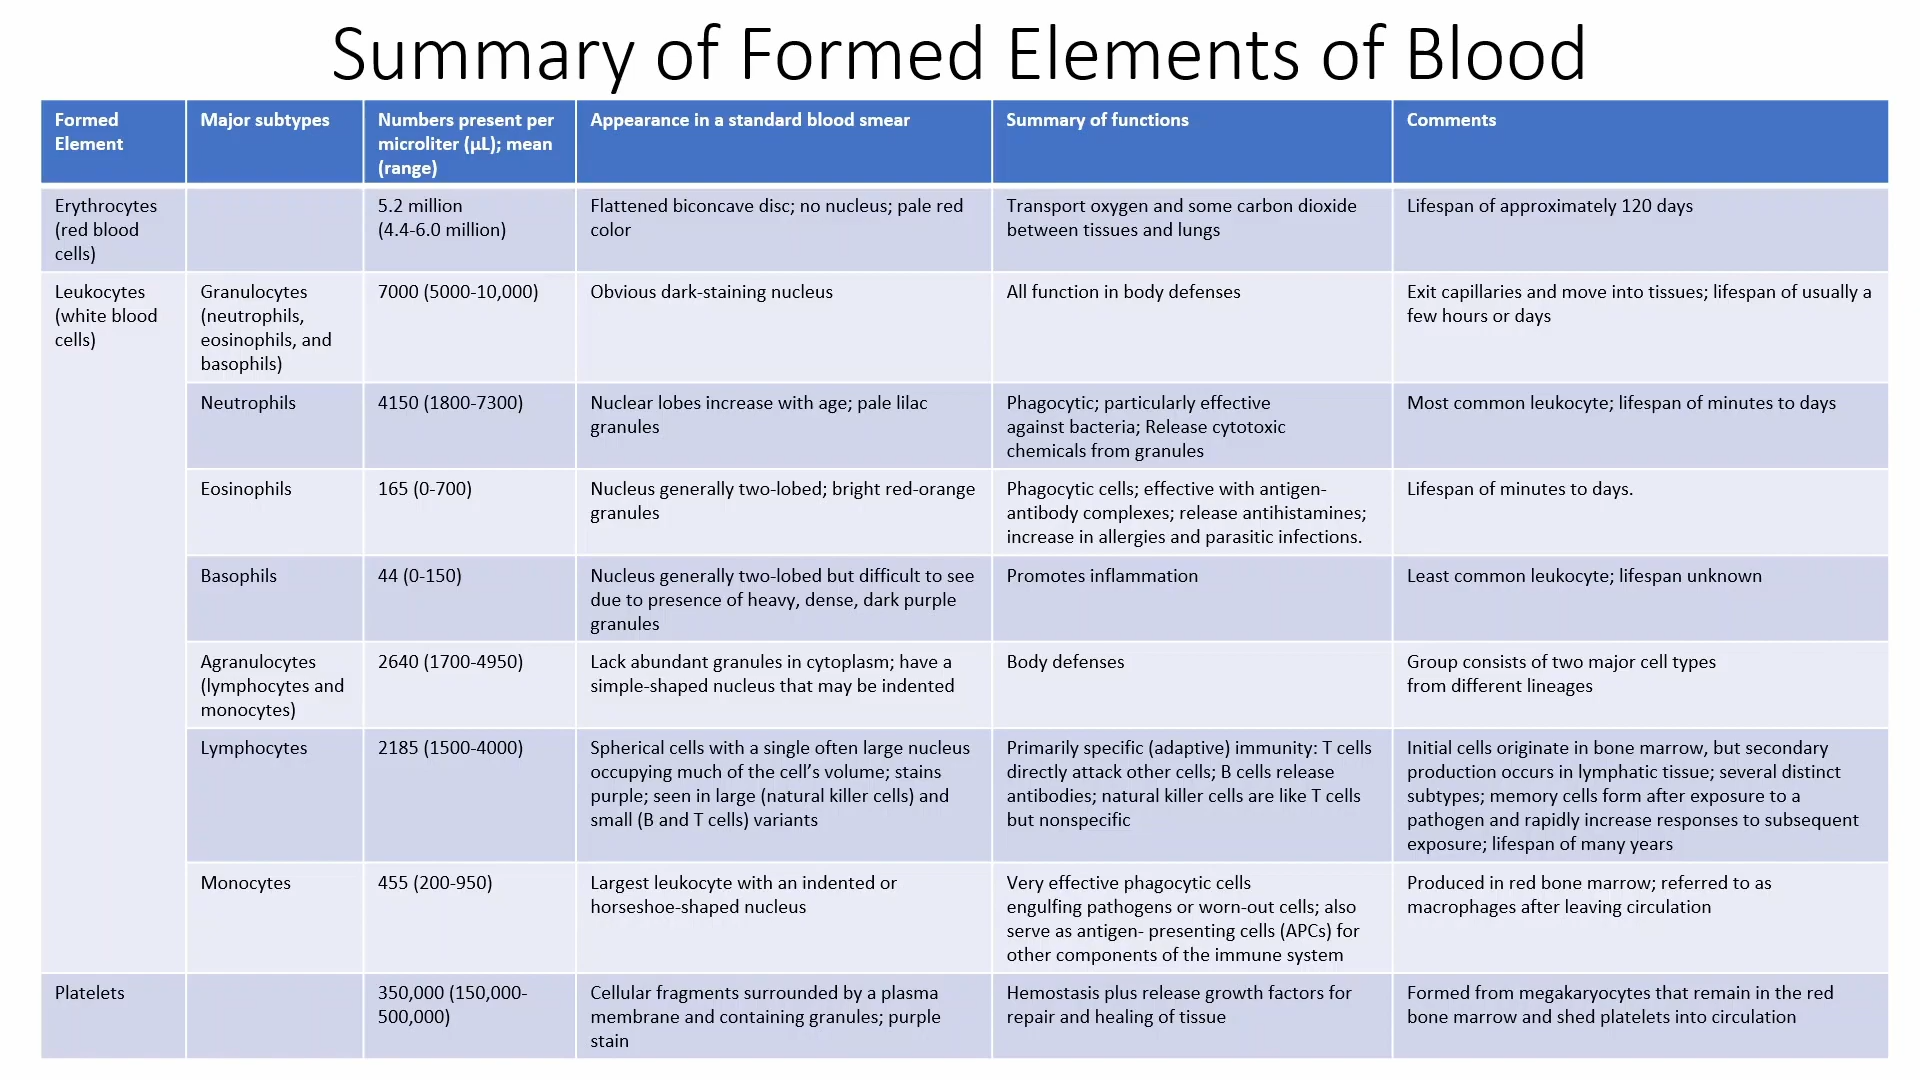 Summary of Formed Elements of Blood
Formed
Element
Major subtypes
Numbers present per
microliter (µL); mean
(range)
Appearance in a standard blood smear
Summary of functions
Comments
Erythrocytes
(red blood
cells)
5.2 million
(4.4-6.0 million)
Flattened biconcave disc; no nucleus; pale red
color
Transport oxygen and some carbon dioxide
between tissues and lungs
Lifespan of approximately 120 days
Leukocytes
(white blood
cells)
Granulocytes
(neutrophils,
eosinophils, and
basophils)
7000 (5000-10,000)
Obvious dark-staining nucleus
All function in body defenses
Exit capillaries and move into tissues; lifespan of usually a
few hours or days
Neutrophils
4150 (1800-7300)
Nuclear lobes increase with age; pale lilac
granules
Phagocytic; particularly effective
against bacteria; Release cytotoxic
chemicals from granules
Most common leukocyte; lifespan of minutes to days
Eosinophils
165 (0-700)
Nucleus generally two-lobed; bright red-orange
granules
Phagocytic cells; effective with antigen-
antibody complexes; release antihistamines;
increase in allergies and parasitic infections.
Lifespan of minutes to days.
Basophils
44 (0-150)
Nucleus generally two-lobed but difficult to see
due to presence of heavy, dense, dark purple
granules
Promotes inflammation
Least common leukocyte; lifespan unknown
Agranulocytes
(lymphocytes and
monocytes)
2640 (1700-4950)
Lack abundant granules in cytoplasm; have a
simple-shaped nucleus that may be indented
Body defenses
Group consists of two major cell types
from different lineages
Lymphocytes
2185 (1500-4000)
Spherical cells with a single often large nucleus
occupying much of the cell’s volume; stains
purple; seen in large (natural killer cells) and
small (B and T cells) variants
Primarily specific (adaptive) immunity: T cells
directly attack other cells; B cells release
antibodies; natural killer cells are like T cells
but nonspecific
Initial cells originate in bone marrow, but secondary
production occurs in lymphatic tissue; several distinct
subtypes; memory cells form after exposure to a
pathogen and rapidly increase responses to subsequent
exposure; lifespan of many years
Monocytes
455 (200-950)
Largest leukocyte with an indented or
horseshoe-shaped nucleus
Very effective phagocytic cells
engulfing pathogens or worn-out cells; also
serve as antigen- presenting cells (APCs) for
other components of the immune system
Produced in red bone marrow; referred to as
macrophages after leaving circulation
Platelets
350,000 (150,000-
500,000)
Cellular fragments surrounded by a plasma
membrane and containing granules; purple
stain
Hemostasis plus release growth factors for
repair and healing of tissue
Formed from megakaryocytes that remain in the red
bone marrow and shed platelets into circulation